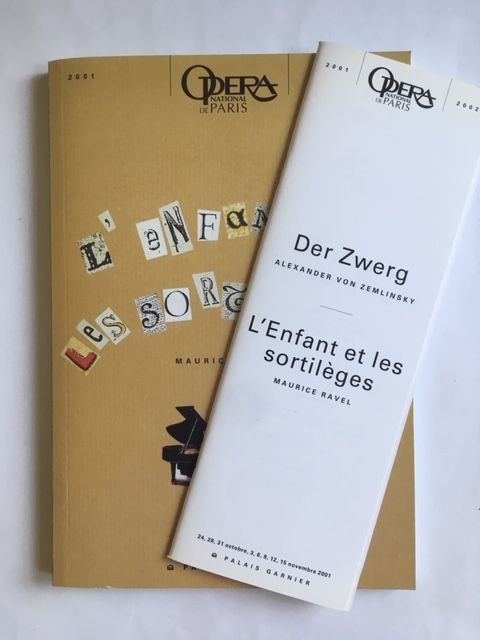 2001
OPERA
NATIONAL
DE PARIS
L'ENFAN
LES SORT
MAURIC
2001
OPERA
NATIONAL
DE PARIS
2002
Der Zwerg
ALEXANDER VON ZEMLINSKY
L'Enfant et les
sortilèges
MAURICE RAVEL
24, 28, 31 octobre, 3, 6, 9, 12, 15 novembre 2001
PALAIS GARNIER